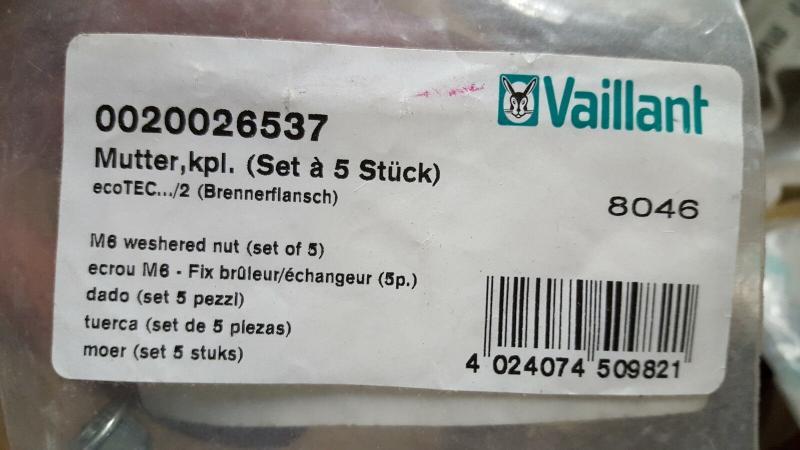 Vaillant
0020026537
Mutter,kpl. (Set à 5 Stück)
ecoTEC.../2 (Brennerflansch)
8046
M6 weshered nut (set of 5)
ecrou M6 - Fix brûleur/échangeur (5p.)
dado (set 5 pezzi)
tuerca (set de 5 piezas)
moer (set 5 stuks)
4 024074 509821